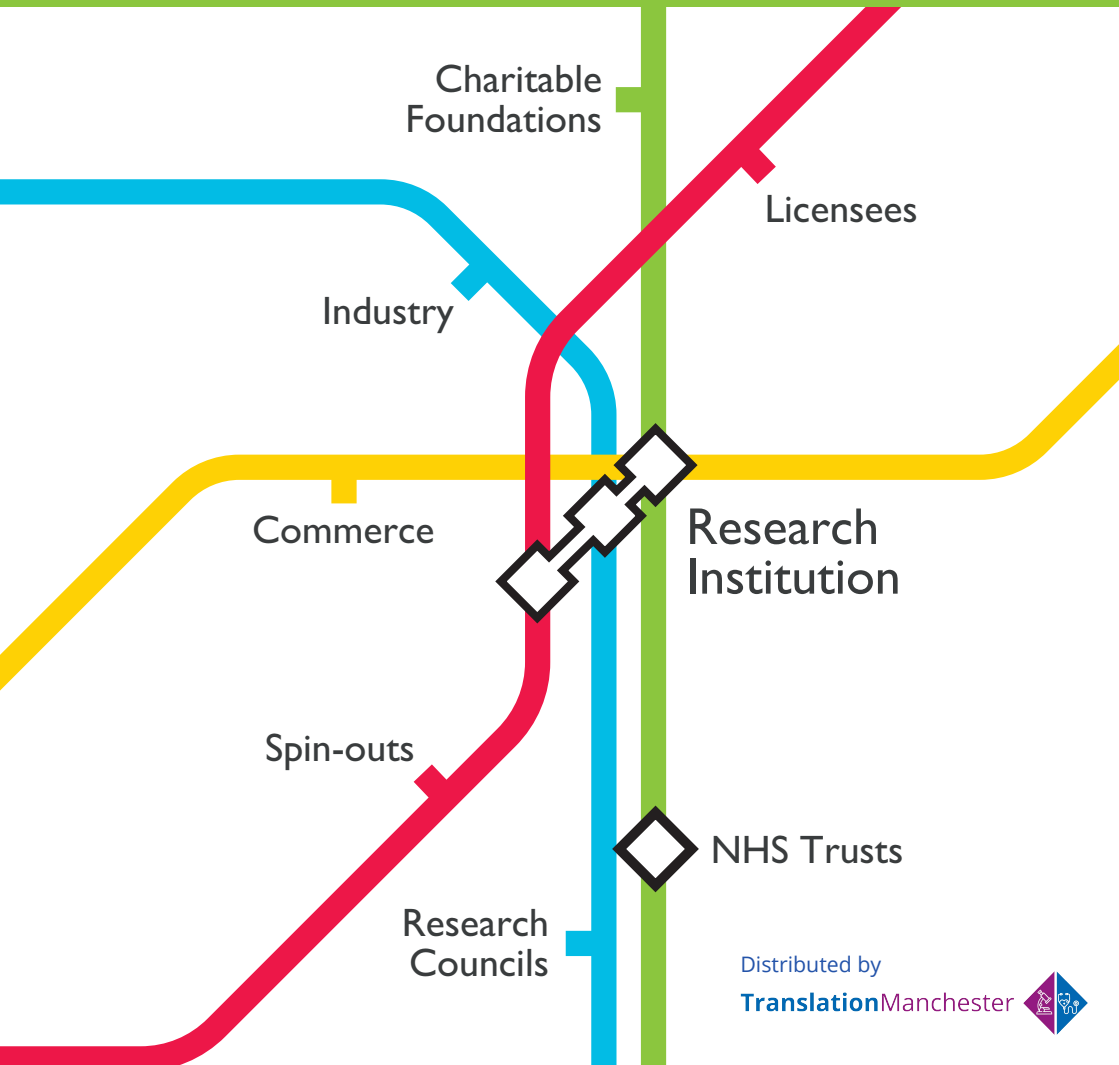 Charitable
Foundations
Licensees
Industry
Commerce
Research
Institution
Spin-outs
NHS Trusts
Research
Councils
Distributed by
TranslationManchester